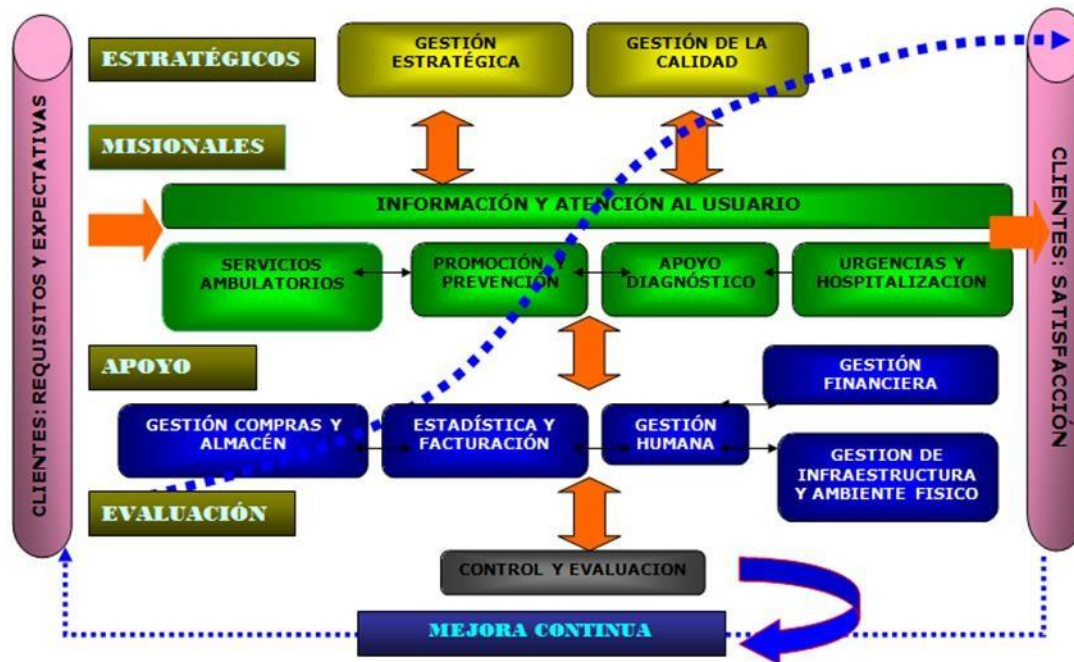 ESTRATÉGICOS
GESTIÓN
ESTRATÉGICA
GESTIÓN DE LA
CALIDAD
MISIONALES
INFORMACIÓN Y ATENCIÓN AL USUARIO
SERVICIOS
AMBULATORIOS
PROMOCIÓN Y
PREVENCIÓN
APOYO
DIAGNÓSTICO
URGENCIAS Y
HOSPITALIZACION
CLIENTES: REQUISITOS Y EXPECTATIVAS
CLIENTES: SATISFACCIÓN
APOYO
GESTIÓN
FINANCIERA
GESTIÓN COMPRAS Y
ALMACÉN
ESTADÍSTICA Y
FACTURACIÓN
GESTIÓN
HUMANA
GESTION DE
INFRAESTRUCTURA
Y AMBIENTE FISICO
EVALUACIÓN
CONTROL Y EVALUACION
MEJORA CONTINUA